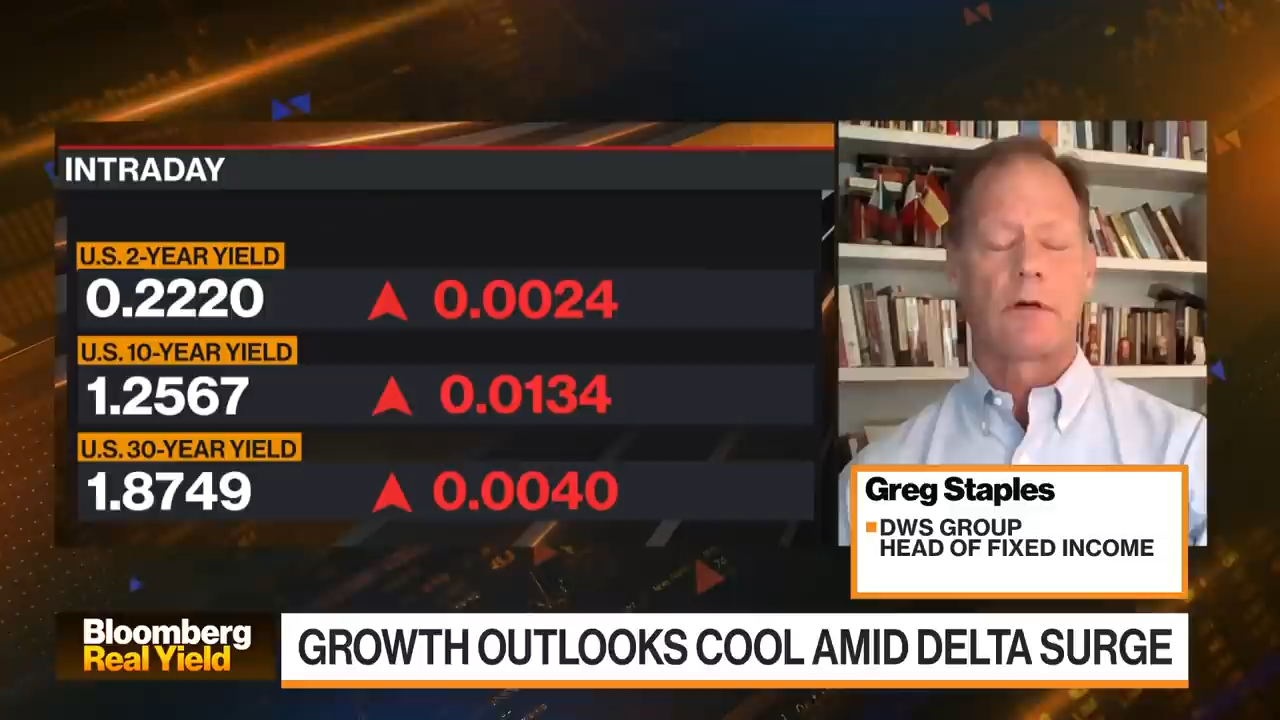 INTRADAY
U.S. 2-YEAR YIELD
0.2220 ▲ 0.0024
U.S. 10-YEAR YIELD
1.2567 ▲ 0.0134
U.S. 30-YEAR YIELD
1.8749 ▲ 0.0040
Greg Staples
DWS GROUP
HEAD OF FIXED INCOME
Bloomberg
Real Yield
GROWTH OUTLOOKS COOL AMID DELTA SURGE